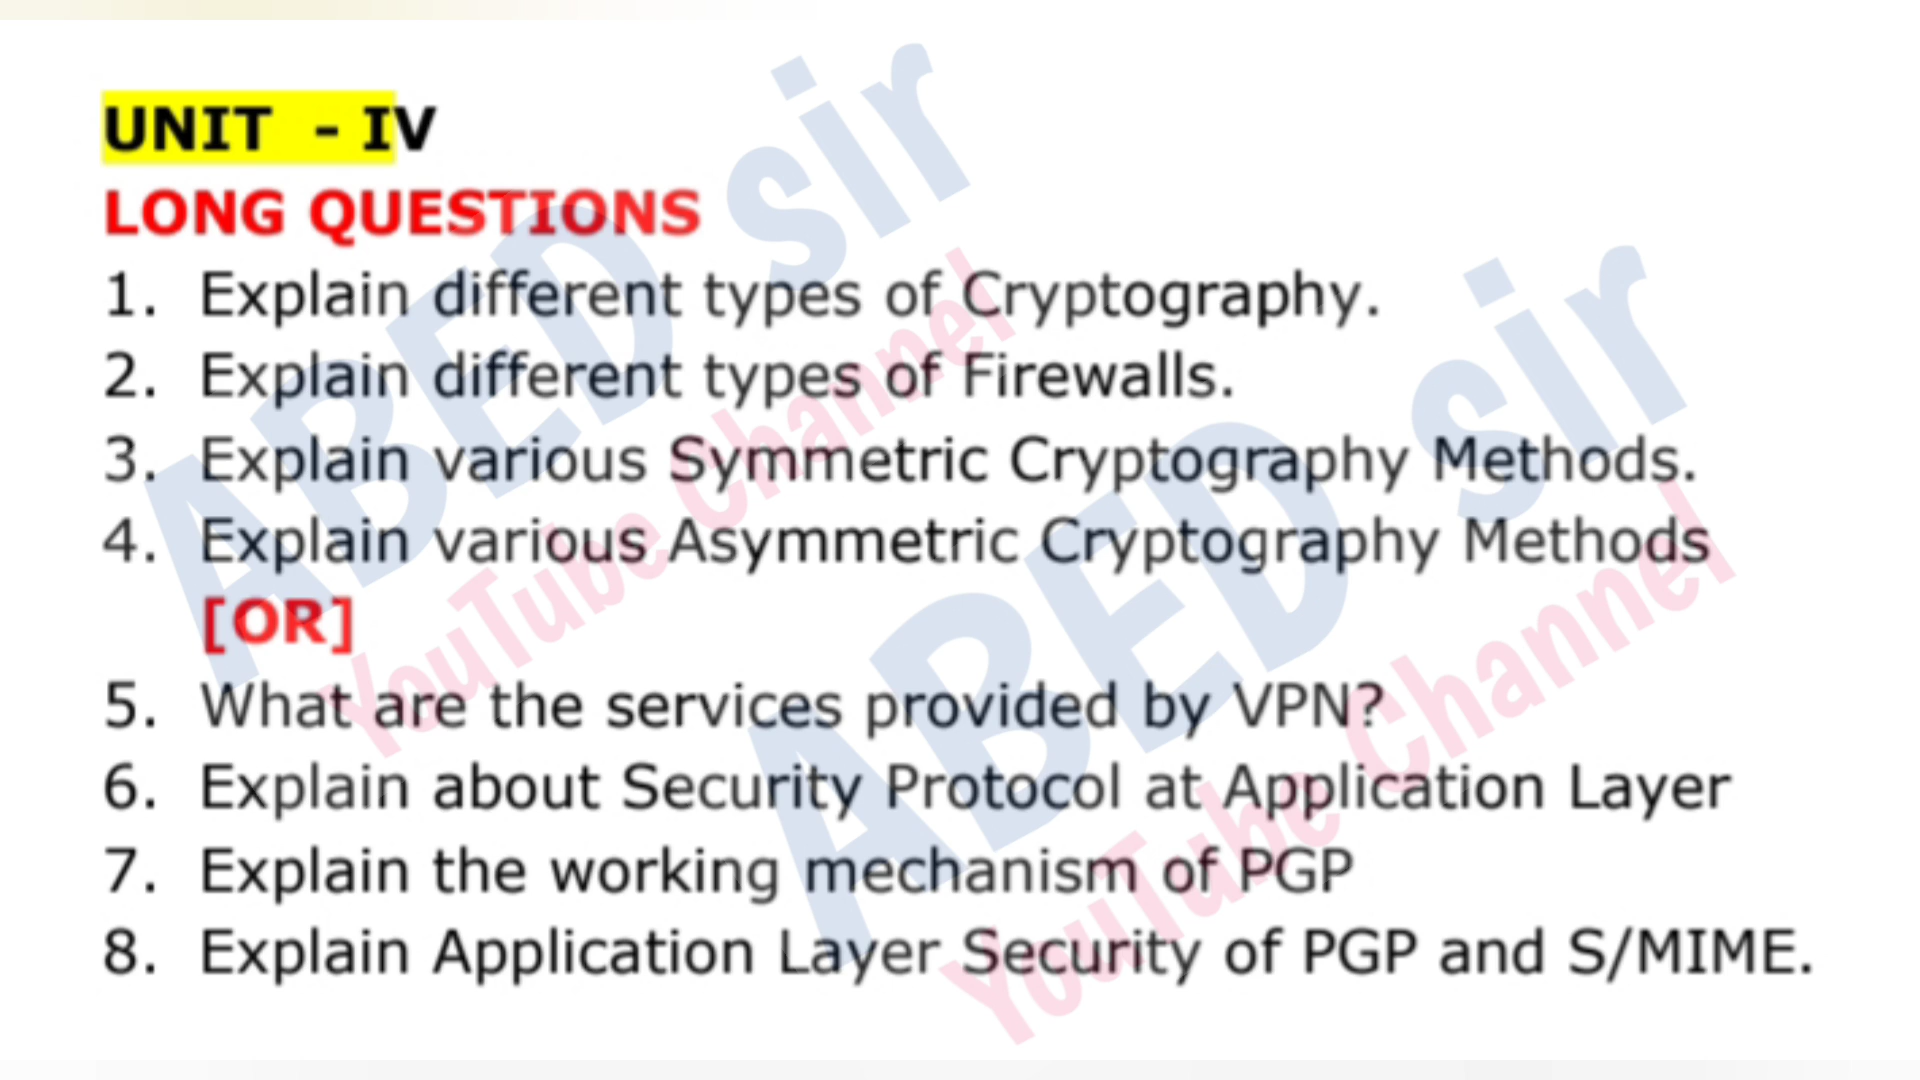 UNIT - IV
LONG QUESTIONS
1. Explain different types of Cryptography.
2. Explain different types of Firewalls.
3. Explain various Symmetric Cryptography Methods.
4. Explain various Asymmetric Cryptography Methods
[OR]
5. What are the services provided by VPN?
6. Explain about Security Protocol at Application Layer
7. Explain the working mechanism of PGP
8. Explain Application Layer Security of PGP and S/MIME.
ABED sir
YouTube Channel
ABED sir
YouTube Channel